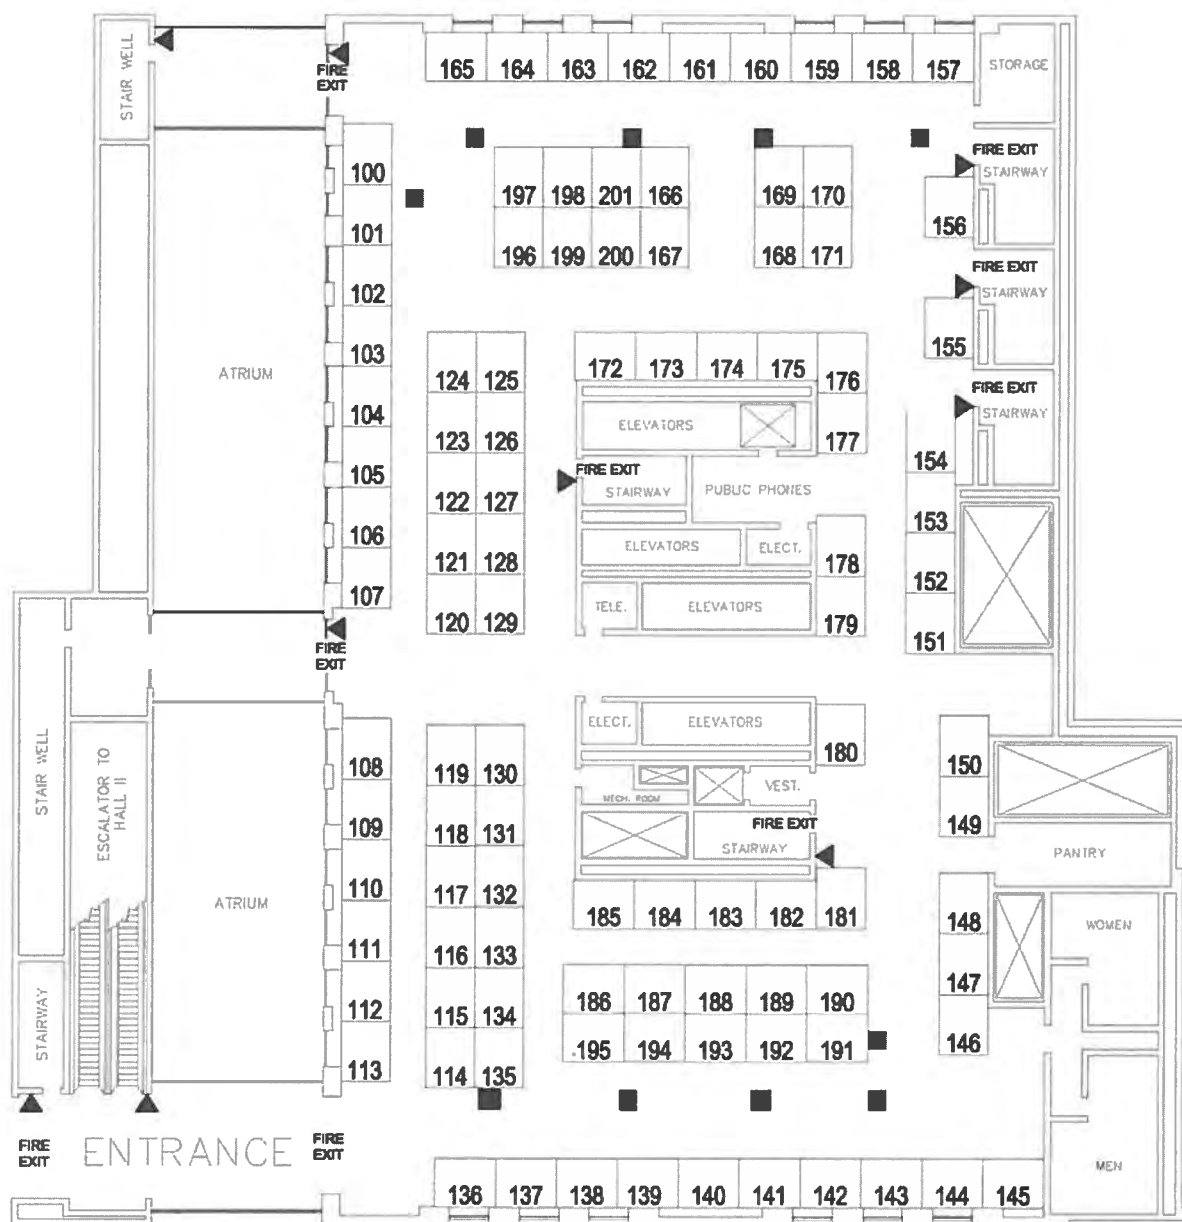 STAIR WELL
FIRE
EXIT
165 164 163 162 161 160 159 158 157
STORAGE
100
197 198 201 166
169 170
FIRE EXIT
STAIRWAY
156
101
196 199 200 167
168 171
102
FIRE EXIT
STAIRWAY
103
155
ATRIUM
124 125
172 173 174 175 176
FIRE EXIT
STAIRWAY
104
123 126
ELEVATORS
177
154
105
FIRE EXIT
STAIRWAY
PUBLIC PHONES
122 127
153
106
121 128
ELEVATORS
ELECT.
178
152
107
120 129
TELE.
ELEVATORS
179
151
FIRE
EXIT
STAIR WELL
ESCALATOR TO
HALL II
108
119 130
ELECT.
ELEVATORS
180
150
MECH. ROOM
VEST.
109
118 131
FIRE EXIT
STAIRWAY
149
PANTRY
110
117 132
ATRIUM
185 184 183 182 181
148
WOMEN
111
116 133
147
112
115 134
186 187 188 189 190
146
113
114 135
195 194 193 192 191
STAIRWAY
FIRE
EXIT
ENTRANCE
FIRE
EXIT
MEN
136 137 138 139 140 141 142 143 144 145